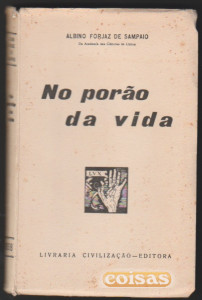 ALBINO FORJAZ DE SAMPAIO
Da Academia das Ciências de Lisboa
No porão
da vida
LIVRARIA CIVILIZAÇÃO—EDITORA
coisas